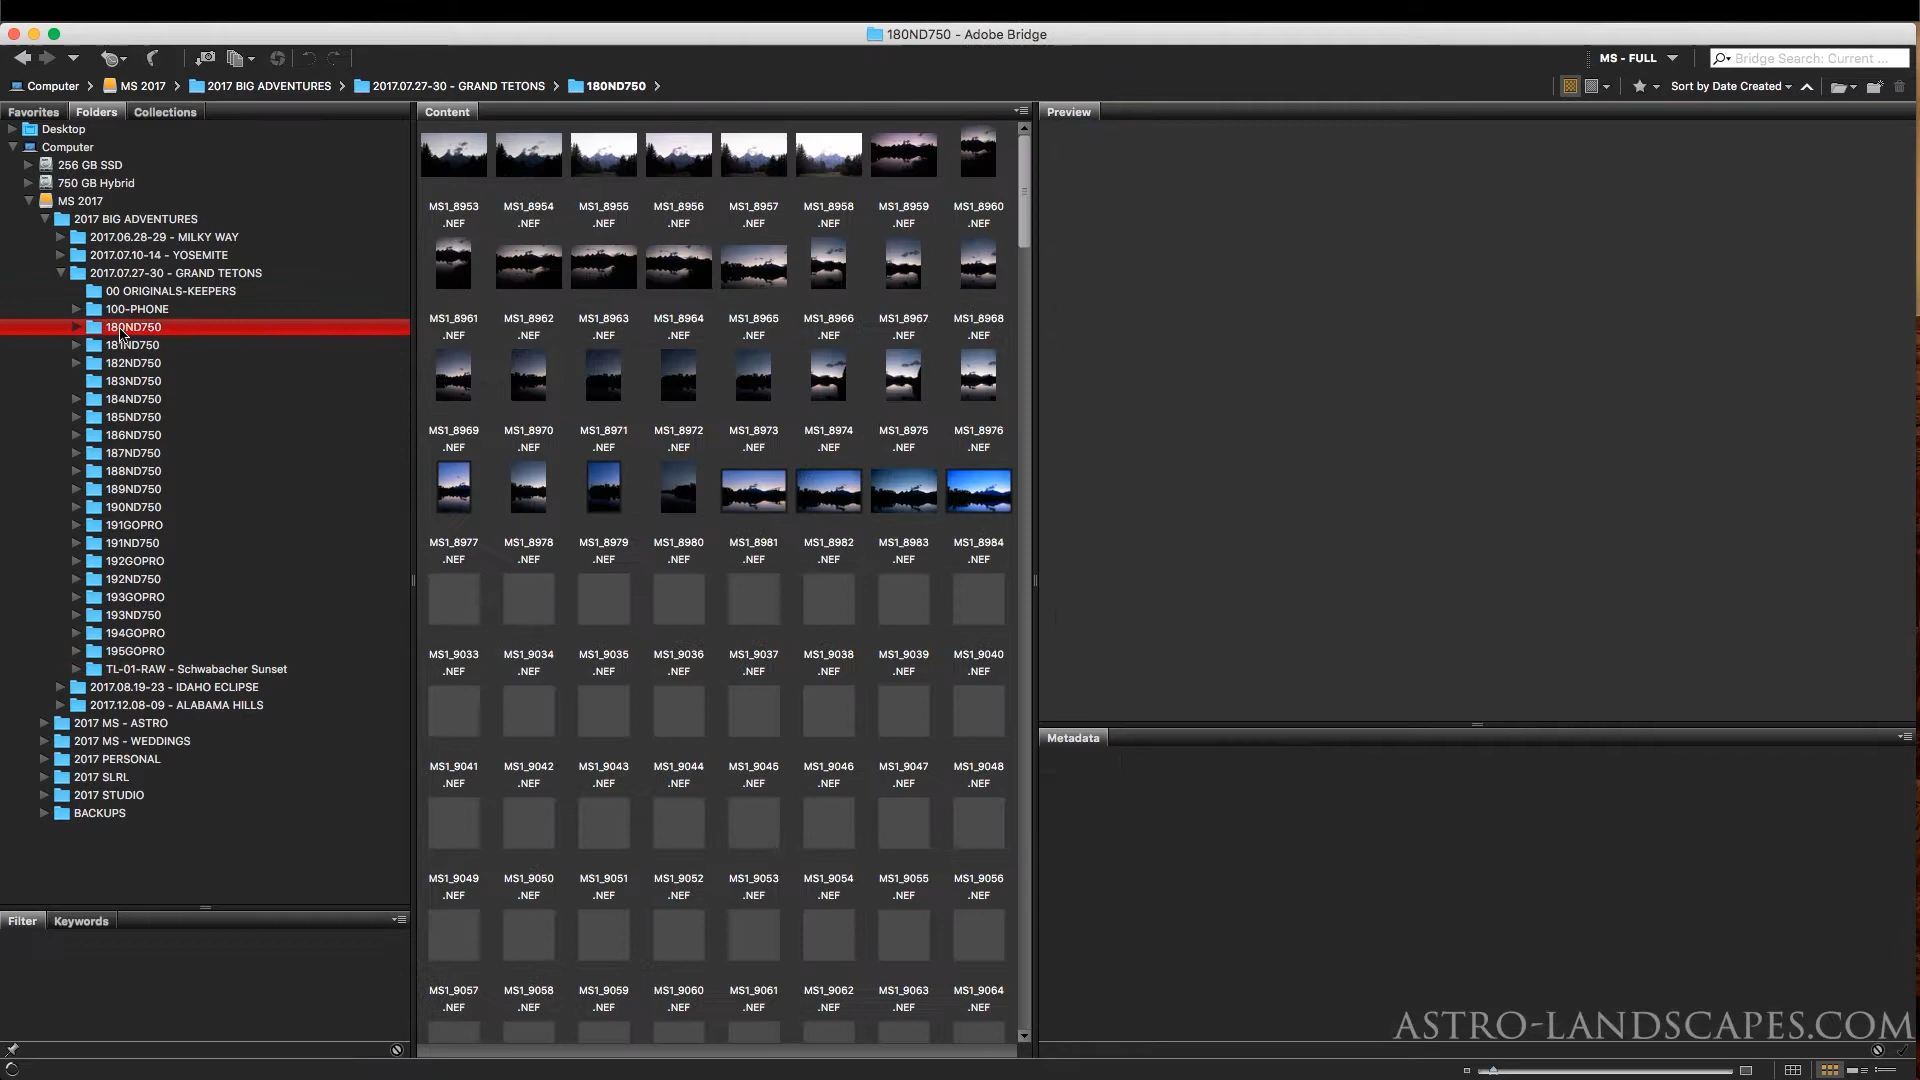 180ND750 - Adobe Bridge
MS - FULL
Bridge Search: Current ...
Computer
MS 2017
2017 BIG ADVENTURES
2017.07.27-30 - GRAND TETONS
180ND750
Sort by Date Created
Favorites
Folders
Collections
Content
Preview
Desktop
Computer
256 GB SSD
750 GB Hybrid
MS 2017
2017 BIG ADVENTURES
2017.06.28-29 - MILKY WAY
2017.07.10-14 - YOSEMITE
2017.07.27-30 - GRAND TETONS
00 ORIGINALS-KEEPERS
100-PHONE
180ND750
181ND750
182ND750
183ND750
184ND750
185ND750
186ND750
187ND750
188ND750
189ND750
190ND750
191GOPRO
191ND750
192GOPRO
192ND750
193GOPRO
193ND750
194GOPRO
195GOPRO
TL-01-RAW - Schwabacher Sunset
2017.08.19-23 - IDAHO ECLIPSE
2017.12.08-09 - ALABAMA HILLS
2017 MS - ASTRO
2017 MS - WEDDINGS
2017 PERSONAL
2017 SLRL
2017 STUDIO
BACKUPS
Filter
Keywords
MS1_8953 MS1_8954 MS1_8955 MS1_8956 MS1_8957 MS1_8958 MS1_8959 MS1_8960
.NEF .NEF .NEF .NEF .NEF .NEF .NEF .NEF
MS1_8961 MS1_8962 MS1_8963 MS1_8964 MS1_8965 MS1_8966 MS1_8967 MS1_8968
.NEF .NEF .NEF .NEF .NEF .NEF .NEF .NEF
MS1_8969 MS1_8970 MS1_8971 MS1_8972 MS1_8973 MS1_8974 MS1_8975 MS1_8976
.NEF .NEF .NEF .NEF .NEF .NEF .NEF .NEF
MS1_8977 MS1_8978 MS1_8979 MS1_8980 MS1_8981 MS1_8982 MS1_8983 MS1_8984
.NEF .NEF .NEF .NEF .NEF .NEF .NEF .NEF
MS1_9033 MS1_9034 MS1_9035 MS1_9036 MS1_9037 MS1_9038 MS1_9039 MS1_9040
.NEF .NEF .NEF .NEF .NEF .NEF .NEF .NEF
MS1_9041 MS1_9042 MS1_9043 MS1_9044 MS1_9045 MS1_9046 MS1_9047 MS1_9048
.NEF .NEF .NEF .NEF .NEF .NEF .NEF .NEF
MS1_9049 MS1_9050 MS1_9051 MS1_9052 MS1_9053 MS1_9054 MS1_9055 MS1_9056
.NEF .NEF .NEF .NEF .NEF .NEF .NEF .NEF
MS1_9057 MS1_9058 MS1_9059 MS1_9060 MS1_9061 MS1_9062 MS1_9063 MS1_9064
.NEF .NEF .NEF .NEF .NEF .NEF .NEF .NEF
Metadata
ASTRO-LANDSCAPES.COM